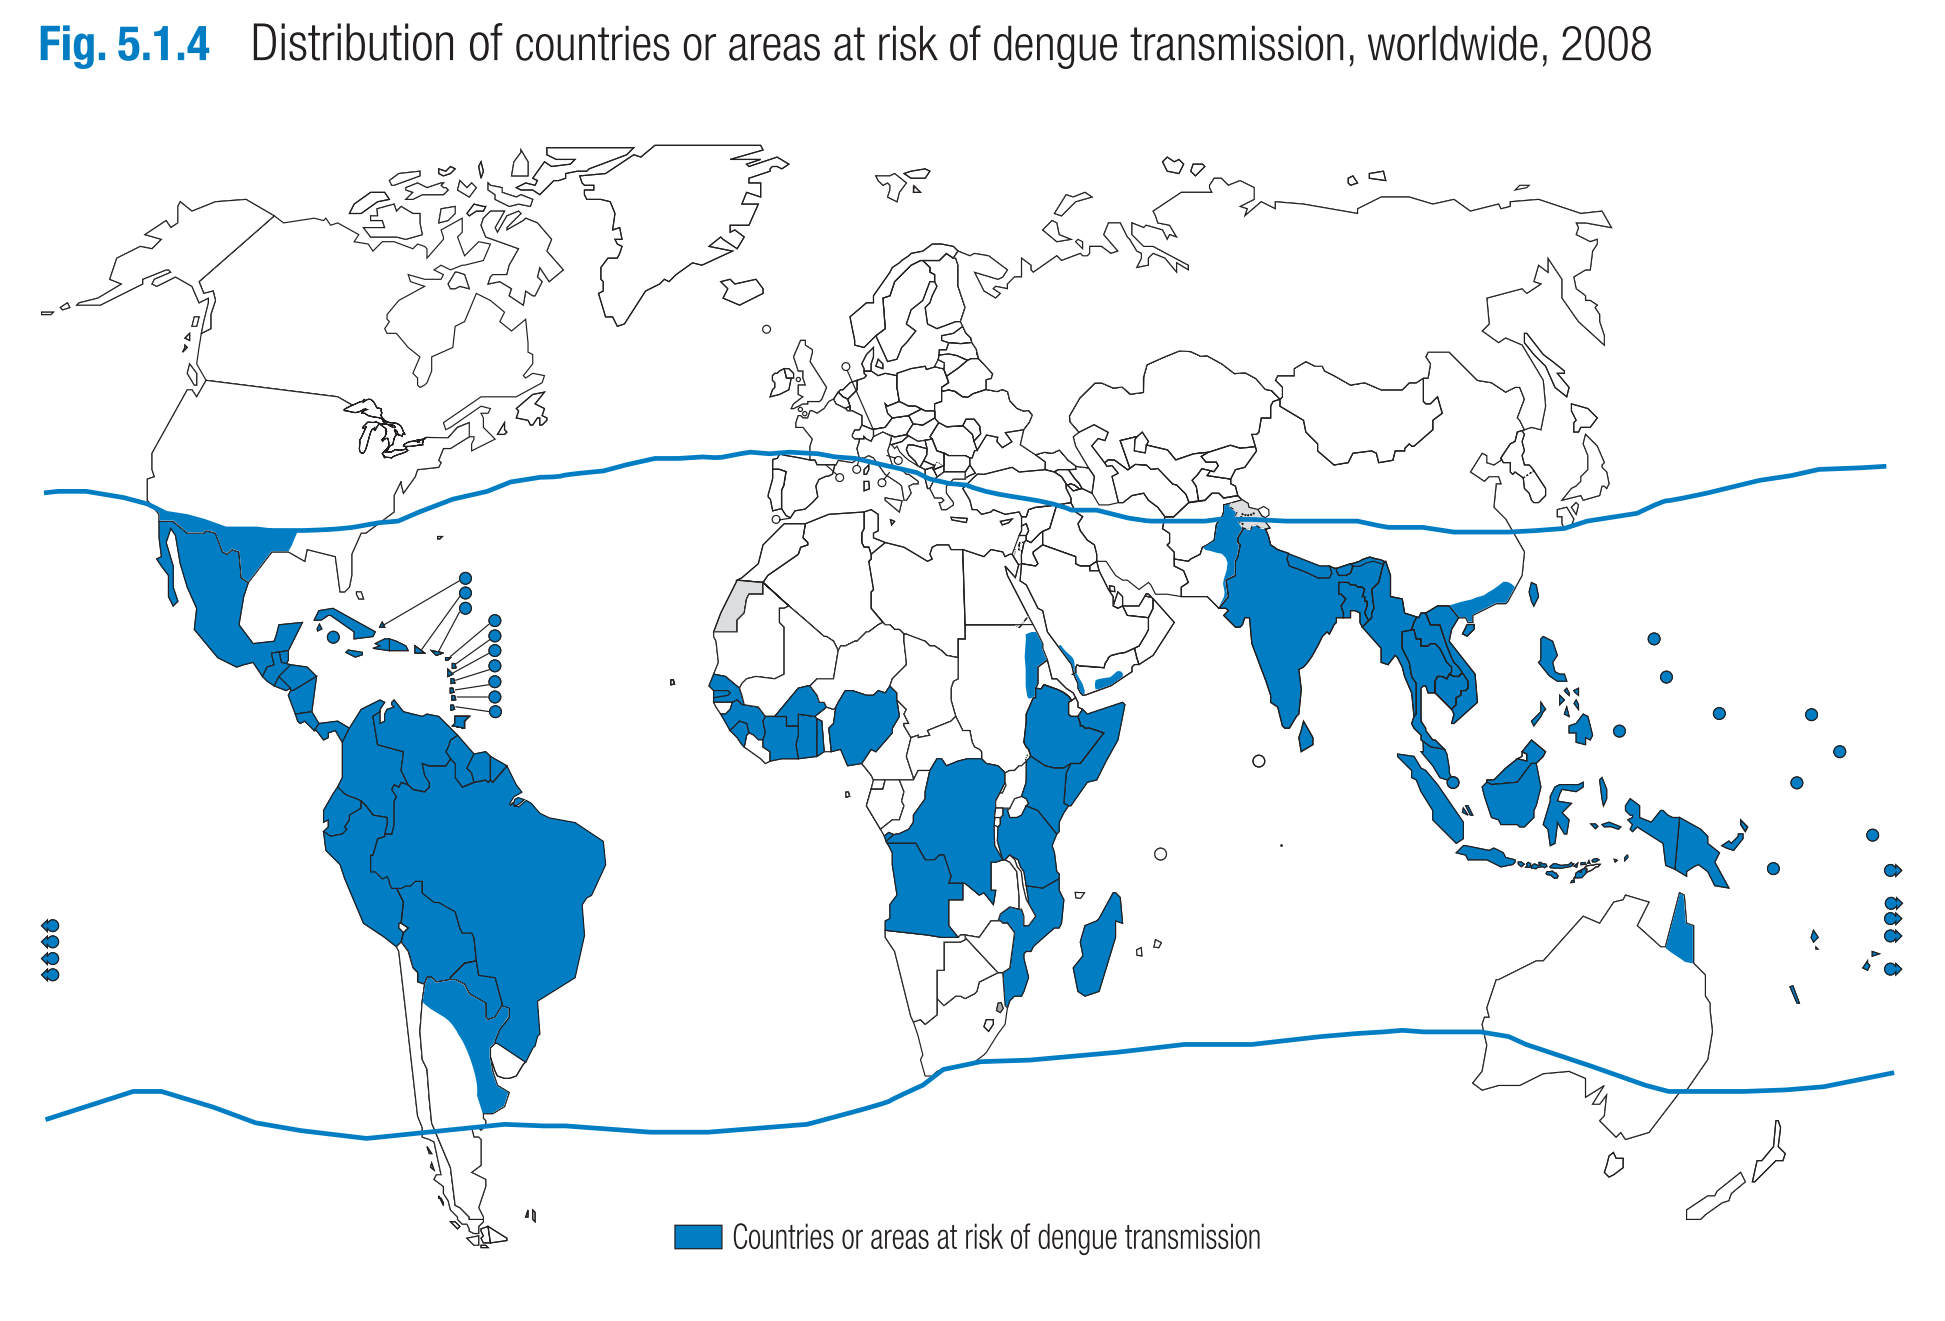 Fig. 5.1.4 Distribution of countries or areas at risk of dengue transmission, worldwide, 2008
Countries or areas at risk of dengue transmission